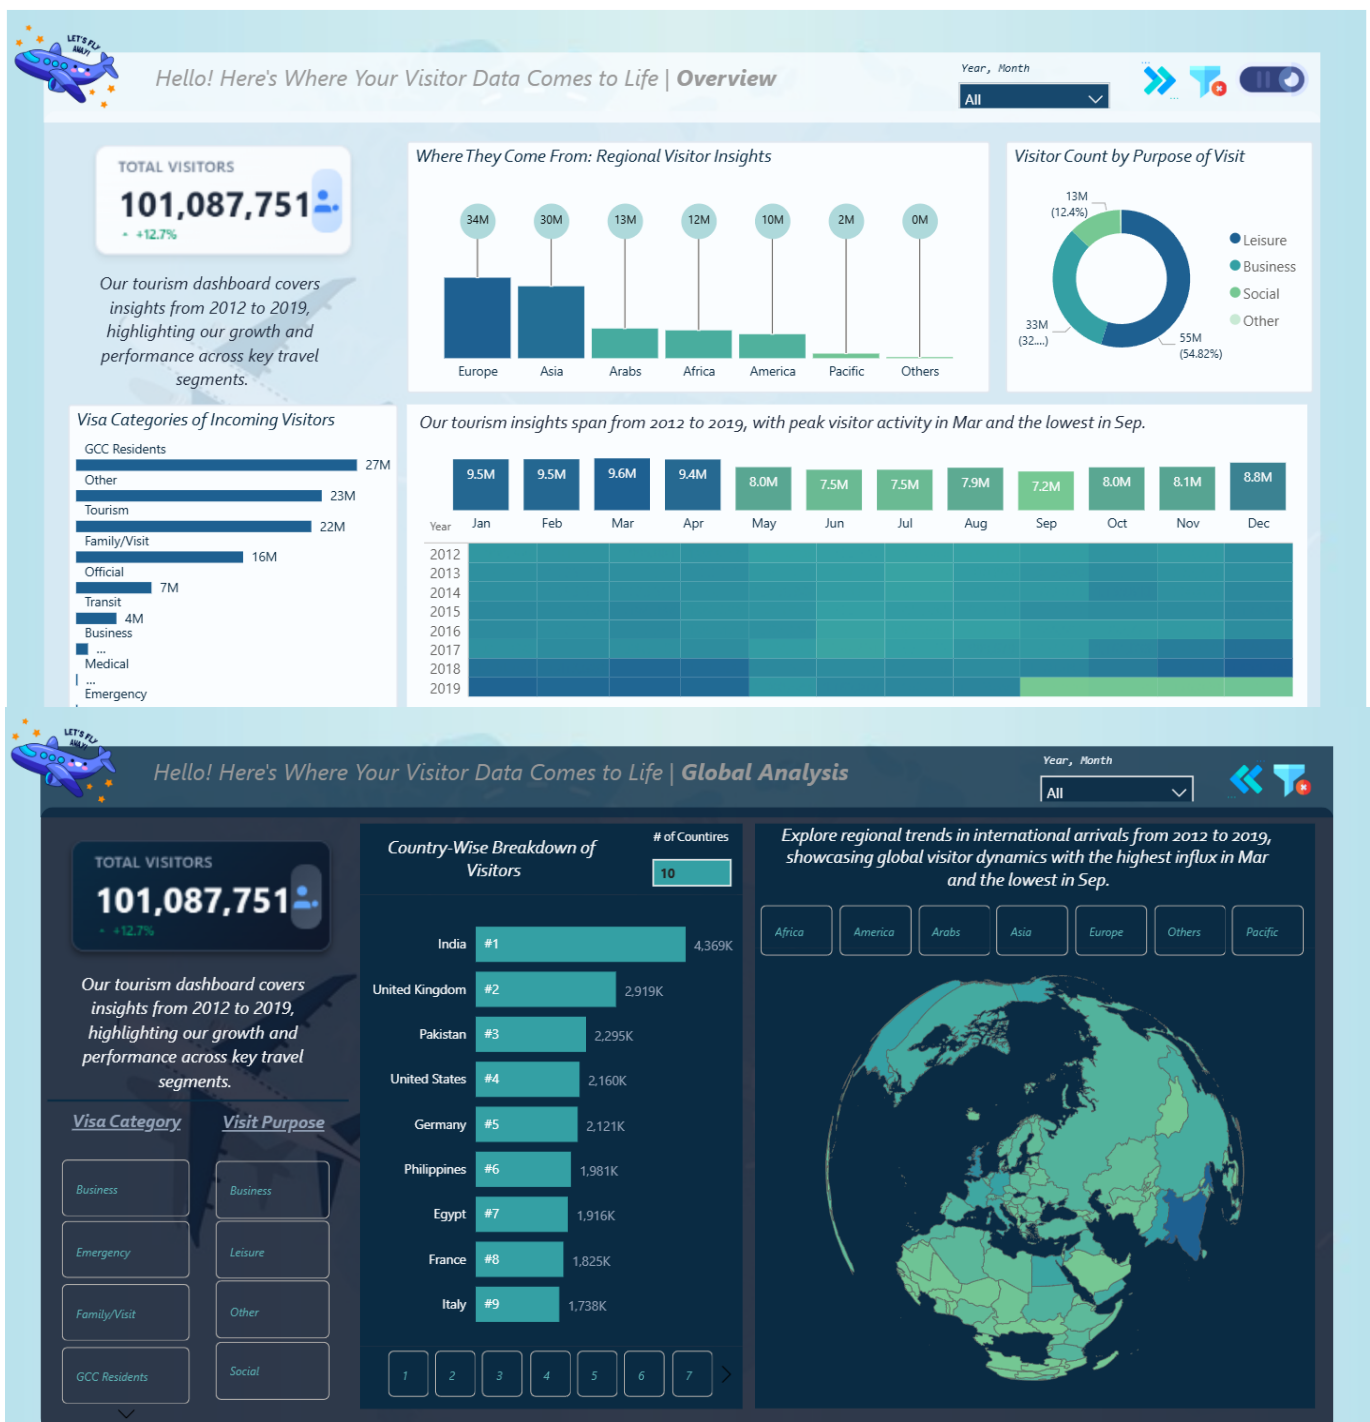 LET'S FLY
AWAY!
Hello! Here's Where Your Visitor Data Comes to Life | Overview
Year, Month
All
TOTAL VISITORS
101,087,751
+12.7%
Our tourism dashboard covers
insights from 2012 to 2019,
highlighting our growth and
performance across key travel
segments.
Where They Come From: Regional Visitor Insights
34M 30M 13M 12M 10M 2M 0M
Europe Asia Arabs Africa America Pacific Others
Visitor Count by Purpose of Visit
13M
(12.4%)
33M
(32....)
55M
(54.82%)
Leisure
Business
Social
Other
Visa Categories of Incoming Visitors
GCC Residents
27M
Other
23M
Tourism
22M
Family/Visit
16M
Official
7M
Transit
4M
Business
...
Medical
...
Emergency
Our tourism insights span from 2012 to 2019, with peak visitor activity in Mar and the lowest in Sep.
9.5M 9.5M 9.6M 9.4M 8.0M 7.5M 7.5M 7.9M 7.2M 8.0M 8.1M 8.8M
Year Jan Feb Mar Apr May Jun Jul Aug Sep Oct Nov Dec
2012
2013
2014
2015
2016
2017
2018
2019
LET'S FLY
AWAY!
Hello! Here's Where Your Visitor Data Comes to Life | Global Analysis
Year, Month
All
TOTAL VISITORS
101,087,751
+12.7%
Our tourism dashboard covers
insights from 2012 to 2019,
highlighting our growth and
performance across key travel
segments.
Visa Category
Business
Emergency
Family/Visit
GCC Residents
Visit Purpose
Business
Leisure
Other
Social
Country-Wise Breakdown of
Visitors
# of Countires
10
India #1 4,369K
United Kingdom #2 2,919K
Pakistan #3 2,295K
United States #4 2,160K
Germany #5 2,121K
Philippines #6 1,981K
Egypt #7 1,916K
France #8 1,825K
Italy #9 1,738K
1 2 3 4 5 6 7
Explore regional trends in international arrivals from 2012 to 2019,
showcasing global visitor dynamics with the highest influx in Mar
and the lowest in Sep.
Africa America Arabs Asia Europe Others Pacific